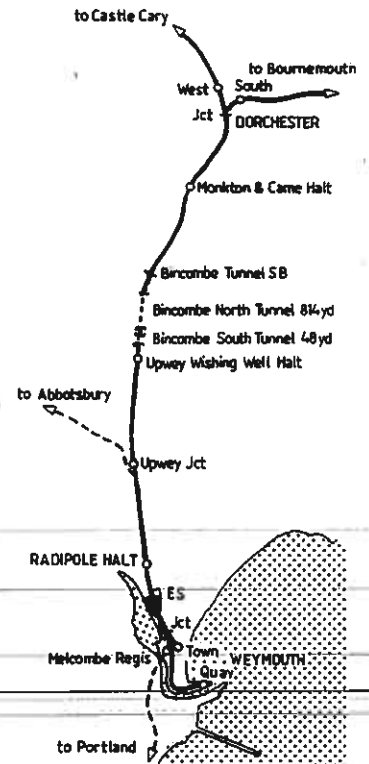 to Castle Cary
to Bournemouth
West
South
Jct
DORCHESTER
Monkton & Came Halt
Bincombe Tunnel SB
Bincombe North Tunnel 814yd
Bincombe South Tunnel 48yd
Upwey Wishing Well Halt
to Abbotsbury
Upwey Jct
RADIPOLE HALT
ES
Jct
Melcombe Regis
Town
WEYMOUTH
Quay
to Portland